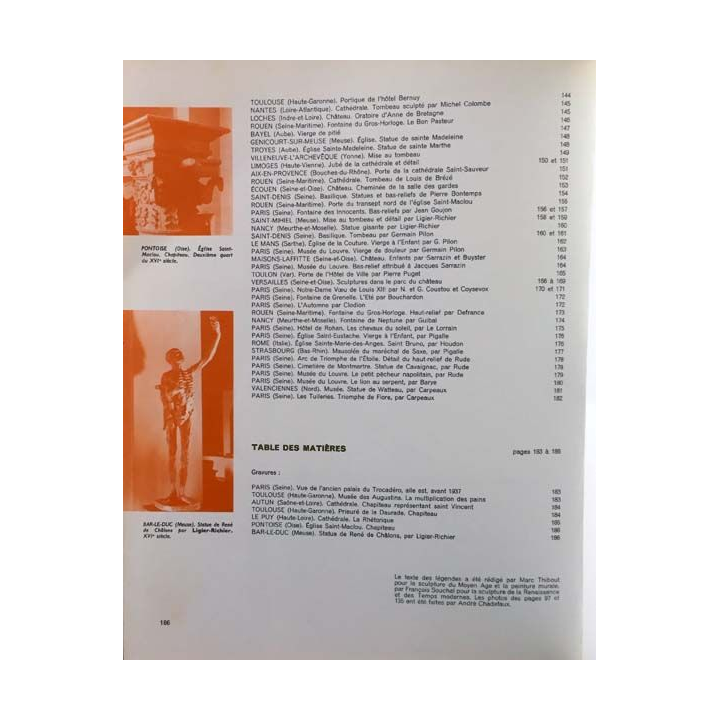 TOULOUSE (Haute-Garonne). Portique de l'hôtel Bernuy 144
NANTES (Loire-Atlantique). Cathédrale. Tombeau sculpté par Michel Colombe 145
LOCHES (Indre-et-Loire). Château. Oratoire d'Anne de Bretagne 145
ROUEN (Seine-Maritime). Fontaine du Gros-Horloge. Le Bon Pasteur 146
BAYEL (Aube). Vierge de pitié 147
GENICOURT-SUR-MEUSE (Meuse). Église. Statue de sainte Madeleine 148
TROYES (Aube). Église Sainte-Madeleine. Statue de sainte Marthe 148
VILLENEUVE-L'ARCHEVÊQUE (Yonne). Mise au tombeau 149
LIMOGES (Haute-Vienne). Jubé de la cathédrale et détail 150 et 151
AIX-EN-PROVENCE (Bouches-du-Rhône). Porte de la cathédrale Saint-Sauveur 151
ROUEN (Seine-Maritime). Cathédrale. Tombeau de Louis de Brézé 152
ÉCOUEN (Seine-et-Oise). Château. Cheminée de la salle des gardes 153
SAINT-DENIS (Seine). Basilique. Statues et bas-reliefs de Pierre Bontemps 154
ROUEN (Seine-Maritime). Porte du transept nord de l'église Saint-Maclou 155
PARIS (Seine). Fontaine des Innocents. Bas-reliefs par Jean Goujon 156 et 157
SAINT-MIHIEL (Meuse). Mise au tombeau et détail par Ligier-Richier 158 et 159
NANCY (Meurthe-et-Moselle). Statue gisante par Ligier-Richier 160
SAINT-DENIS (Seine). Basilique. Tombeau par Germain Pilon 160 et 161
LE MANS (Sarthe). Église de la Couture. Vierge à l'Enfant par G. Pilon 162
PARIS (Seine). Musée du Louvre. Vierge de douleur par Germain Pilon 163
MAISONS-LAFFITTE (Seine-et-Oise). Château. Enfants par Sarrazin et Buyster 164
PARIS (Seine). Musée du Louvre. Bas-relief attribué à Jacques Sarrazin 164
TOULON (Var). Porte de l'Hôtel de Ville par Pierre Puget 165
VERSAILLES (Seine-et-Oise). Sculptures dans le parc du château 166 à 169
PARIS (Seine). Notre-Dame. Vœu de Louis XIII par N. et G. Coustou et Coysevox 170 et 171
PARIS (Seine). Fontaine de Grenelle. L'Eté par Bouchardon 172
PARIS (Seine). L'Automne par Clodion 172
ROUEN (Seine-Maritime). Fontaine du Gros-Horloge. Haut-relief par Defrance 173
NANCY (Meurthe-et-Moselle). Fontaine de Neptune par Guibal 174
PARIS (Seine). Hôtel de Rohan. Les chevaux du soleil, par Le Lorrain 175
PARIS (Seine). Église Saint-Eustache. Vierge à l'Enfant, par Pigalle 175
ROME (Italie). Église Sainte-Marie-des-Anges. Saint Bruno, par Houdon 176
STRASBOURG (Bas-Rhin). Mausolée du maréchal de Saxe, par Pigalle 177
PARIS (Seine). Arc de Triomphe de l'Étoile. Détail du haut-relief de Rude 178
PARIS (Seine). Cimetière de Montmartre. Statue de Cavaignac, par Rude 178
PARIS (Seine). Musée du Louvre. Le petit pêcheur napolitain, par Rude 179
PARIS (Seine). Musée du Louvre. Le lion au serpent, par Barye 180
VALENCIENNES (Nord). Musée. Statue de Watteau, par Carpeaux 181
PARIS (Seine). Les Tuileries. Triomphe de Flore, par Carpeaux 182
PONTOISE (Oise). Église Saint-
Maclou. Chapiteau. Deuxième quart
du XVIe siècle.
TABLE DES MATIÈRES pages 183 à 186
Gravures :
PARIS (Seine). Vue de l'ancien palais du Trocadéro, aile est, avant 1937 183
TOULOUSE (Haute-Garonne). Musée des Augustins. La multiplication des pains 183
AUTUN (Saône-et-Loire). Cathédrale. Chapiteau représentant saint Vincent 184
TOULOUSE (Haute-Garonne). Prieuré de la Daurade. Chapiteau 184
LE PUY (Haute-Loire). Cathédrale. La Rhétorique 185
PONTOISE (Oise). Église Saint-Maclou. Chapiteau 186
BAR-LE-DUC (Meuse). Statue de René de Châlons, par Ligier-Richier 186
BAR-LE-DUC (Meuse). Statue de René
de Châlons par Ligier-Richier.
XVIe siècle.
Le texte des légendes a été rédigé par Marc Thibout
pour la sculpture du Moyen Age et la peinture murale,
par François Souchal pour la sculpture de la Renaissance
et des Temps modernes. Les photos des pages 97 et
135 ont été faites par André Chadefaux.
186